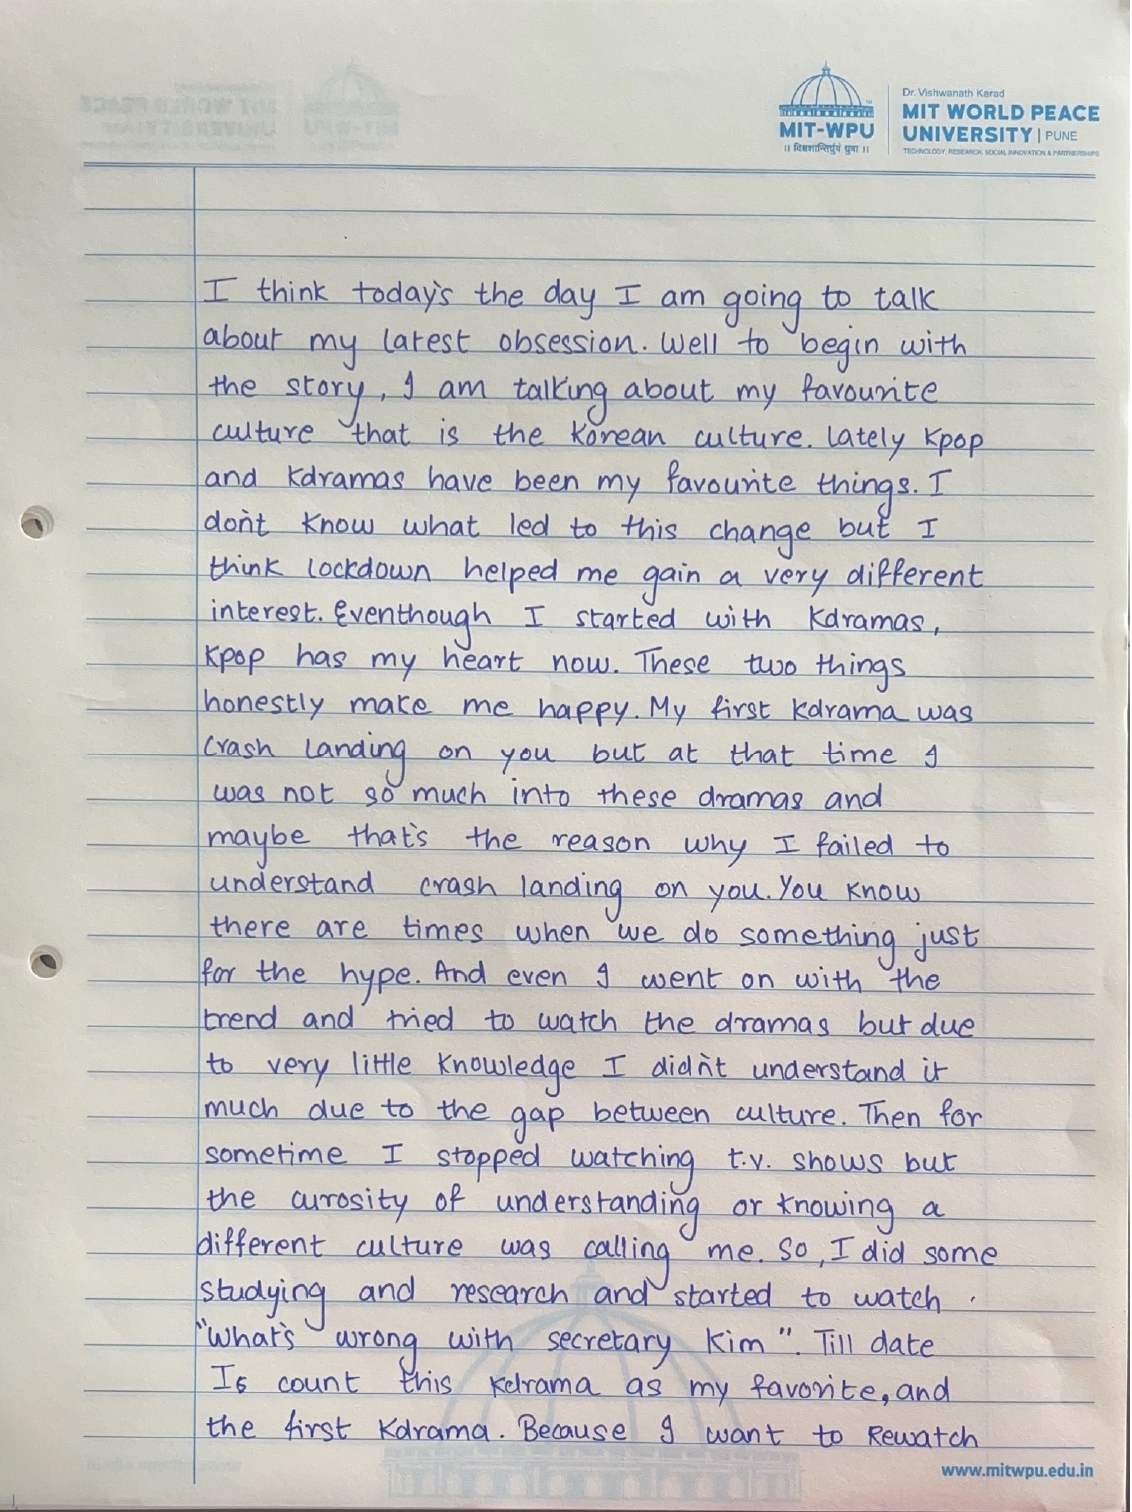 Dr. Vishwanath Karad
MIT WORLD PEACE
UNIVERSITY | PUNE
TECHNOLOGY, RESEARCH, SOCIAL INNOVATION & PARTNERSHIPS
MIT-WPU
॥ विश्वशान्तिर्ध्रुवं ध्रुवा ॥
I think today's the day I am going to talk
about my latest obsession. Well to begin with
the story, I am talking about my favourite
culture that is the Korean culture. Lately Kpop
and Kdramas have been my favourite things. I
don't know what led to this change but I
think lockdown helped me gain a very different
interest. Eventhough I started with Kdramas,
Kpop has my heart now. These two things
honestly make me happy. My first Kdrama was
Crash Landing on you but at that time I
was not so much into these dramas and
maybe that's the reason why I failed to
understand crash landing on you. You know
there are times when we do something just
for the hype. And even I went on with the
trend and tried to watch the dramas but due
to very little knowledge I didn't understand it
much due to the gap between culture. Then for
sometime I stopped watching t.v. shows but
the curosity of understanding or knowing a
different culture was calling me. So, I did some
studying and research and started to watch .
"What's wrong with secretary Kim". Till date
I count this Kdrama as my favorite, and
the first Kdrama. Because I want to Rewatch
www.mitwpu.edu.in